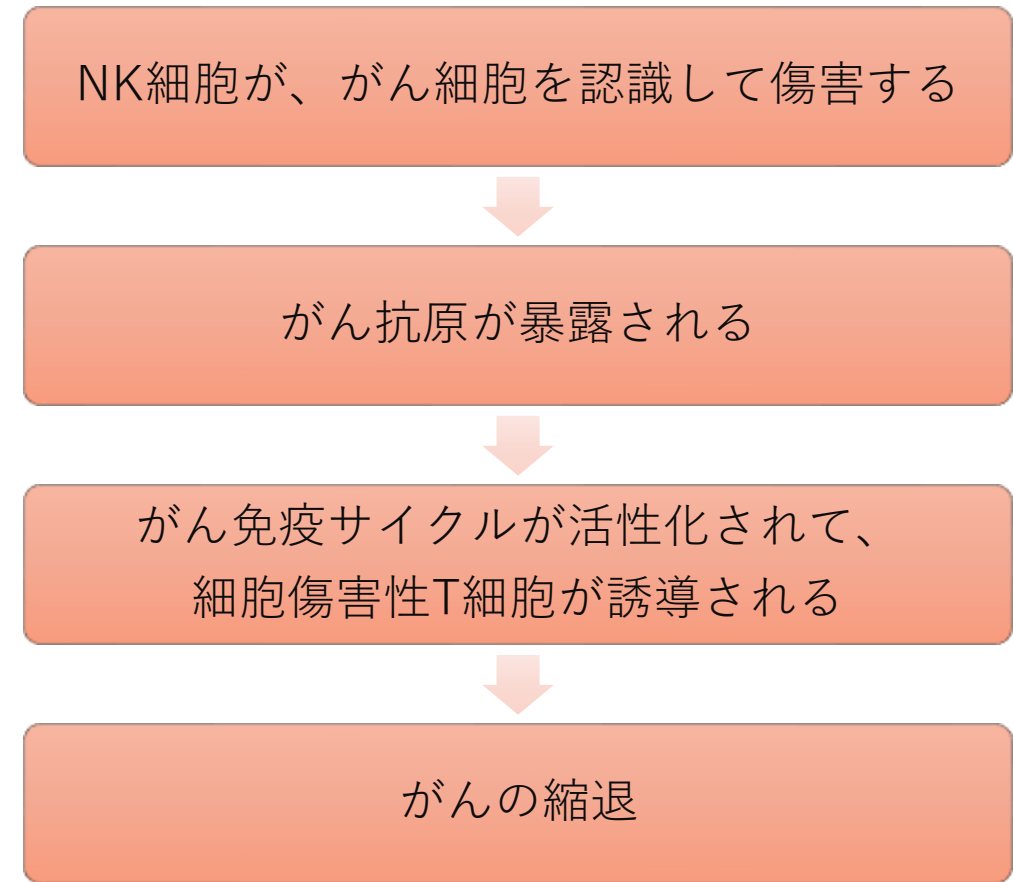 NK細胞が、がん細胞を認識して傷害する
がん抗原が暴露される
がん免疫サイクルが活性化されて、
細胞傷害性T細胞が誘導される
がんの縮退